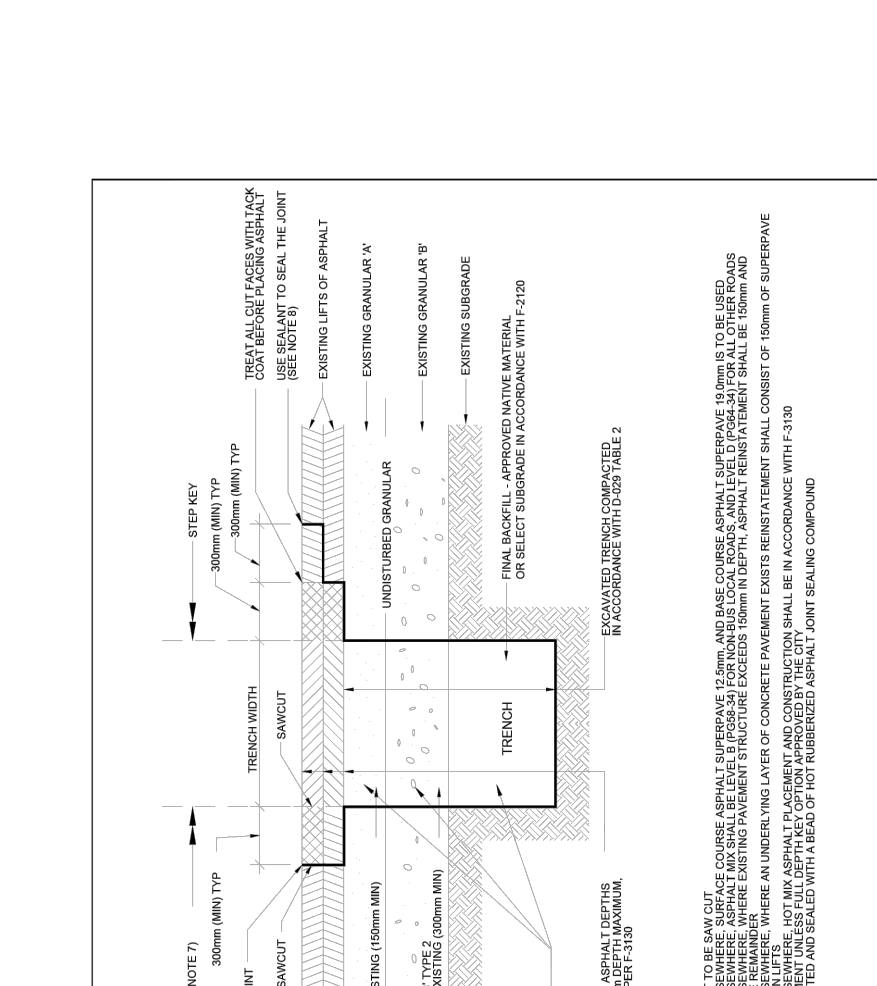 TREAT ALL CUT FACES WITH TACK
COAT BEFORE PLACING ASPHALT
USE SEALANT TO SEAL THE JOINT
(SEE NOTE 8)
EXISTING LIFTS OF ASPHALT
EXISTING GRANULAR 'A'
EXISTING GRANULAR 'B'
EXISTING SUBGRADE
FINAL BACKFILL - APPROVED NATIVE MATERIAL
OR SELECT SUBGRADE IN ACCORDANCE WITH F-2120
STEP KEY
300mm (MIN) TYP
300mm (MIN) TYP
UNDISTURBED GRANULAR
EXCAVATED TRENCH COMPACTED
IN ACCORDANCE WITH D-029 TABLE 2
TRENCH WIDTH
SAWCUT
TRENCH
NOTE 7)
300mm (MIN) TYP
INT
SAWCUT
STING (150mm MIN)
' TYPE 2
XISTING (300mm MIN)
ASPHALT DEPTHS
DEPTH MAXIMUM,
PER F-3130
T TO BE SAW CUT
SEWHERE, SURFACE COURSE ASPHALT SUPERPAVE 12.5mm, AND BASE COURSE ASPHALT SUPERPAVE 19.0mm IS TO BE USED
SEWHERE, ASPHALT MIX SHALL BE LEVEL B (PG58-34) FOR NON-BUS LOCAL ROADS, AND LEVEL D (PG64-34) FOR ALL OTHER ROADS
SEWHERE, WHERE EXISTING PAVEMENT STRUCTURE EXCEEDS 150mm IN DEPTH, ASPHALT REINSTATEMENT SHALL BE 150mm AND
REMAINDER
SEWHERE, WHERE AN UNDERLYING LAYER OF CONCRETE PAVEMENT EXISTS REINSTATEMENT SHALL CONSIST OF 150mm OF SUPERPAVE
N LIFTS
SEWHERE, HOT MIX ASPHALT PLACEMENT AND CONSTRUCTION SHALL BE IN ACCORDANCE WITH F-3130
MENT UNLESS FULL DEPTH KEY OPTION APPROVED BY THE CITY
TED AND SEALED WITH A BEAD OF HOT RUBBERIZED ASPHALT JOINT SEALING COMPOUND